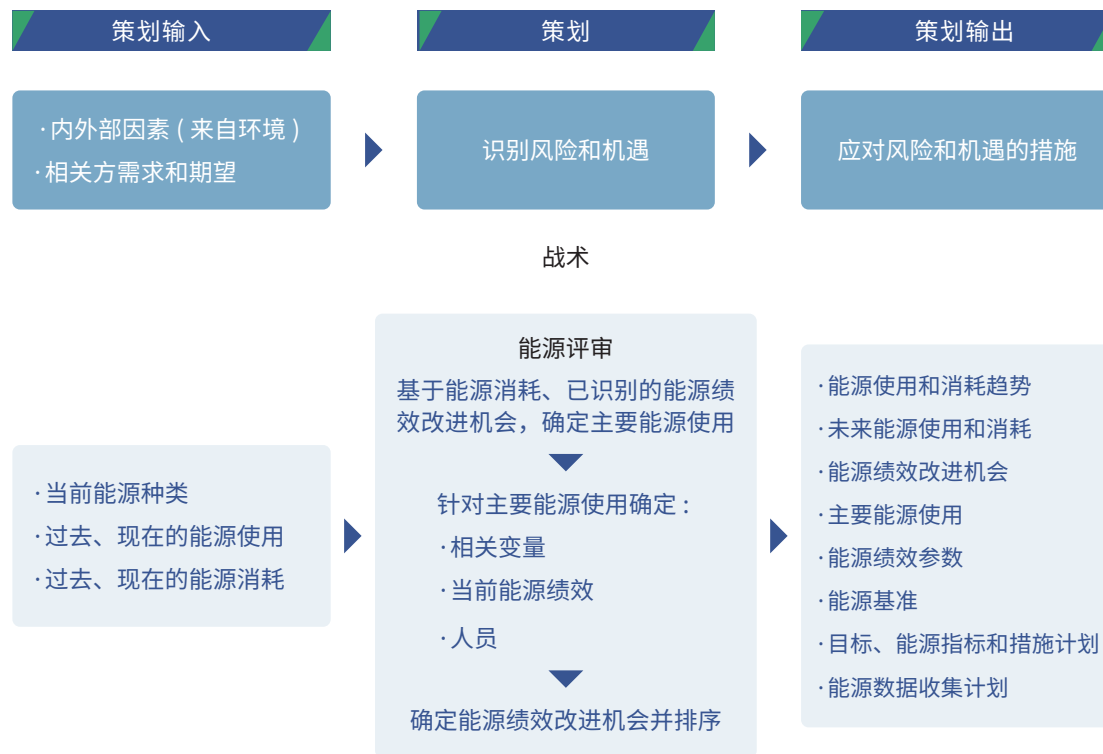 策划输入
策划
策划输出
·内外部因素 ( 来自环境 )
·相关方需求和期望
识别风险和机遇
应对风险和机遇的措施
战术
·当前能源种类
·过去、现在的能源使用
·过去、现在的能源消耗
能源评审
基于能源消耗、已识别的能源绩
效改进机会，确定主要能源使用
针对主要能源使用确定 :
·相关变量
·当前能源绩效
·人员
确定能源绩效改进机会并排序
·能源使用和消耗趋势
·未来能源使用和消耗
·能源绩效改进机会
·主要能源使用
·能源绩效参数
·能源基准
·目标、能源指标和措施计划
·能源数据收集计划